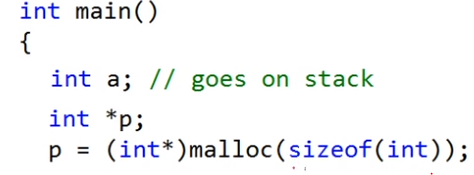 int main()
{
int a; // goes on stack
int *p;
p = (int*)malloc(sizeof(int));